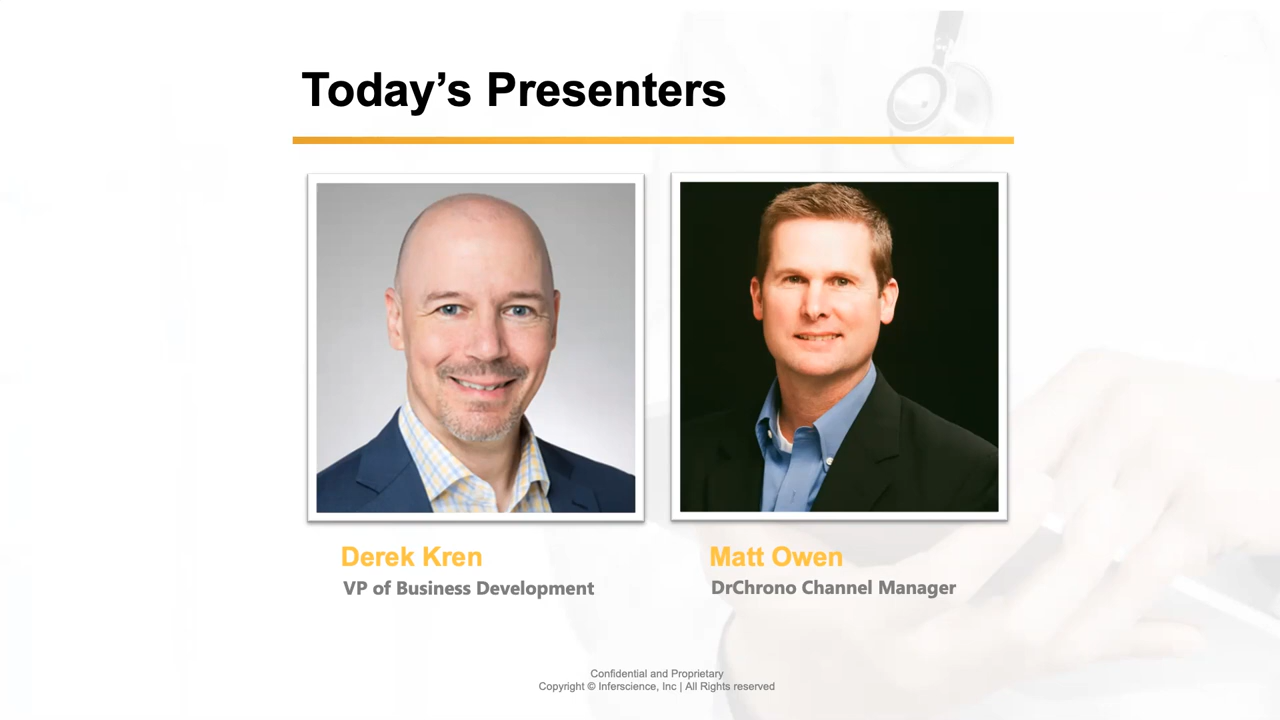 Today’s Presenters
Derek Kren
VP of Business Development
Matt Owen
DrChrono Channel Manager
Confidential and Proprietary
Copyright © Inferscience, Inc | All Rights reserved